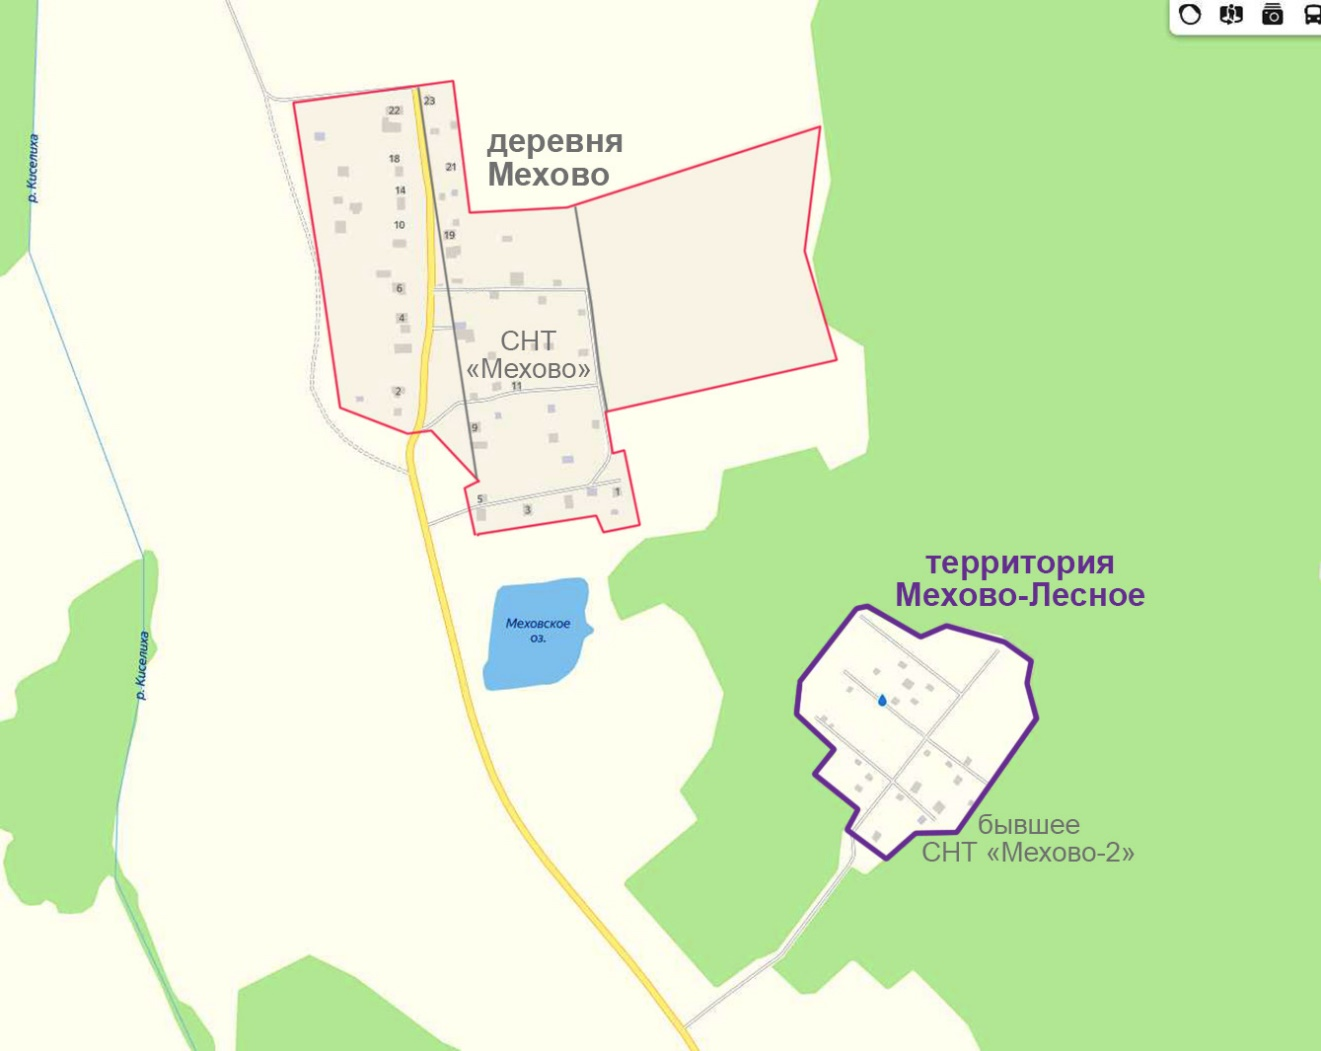 23
22
деревня
Мехово
р. Киселиха
18
21
14
10
19
6
4
СНТ
«Мехово»
11
2
9
5
1
3
территория
Мехово-Лесное
Меховское
оз.
р. Киселиха
бывшее
СНТ «Мехово-2»